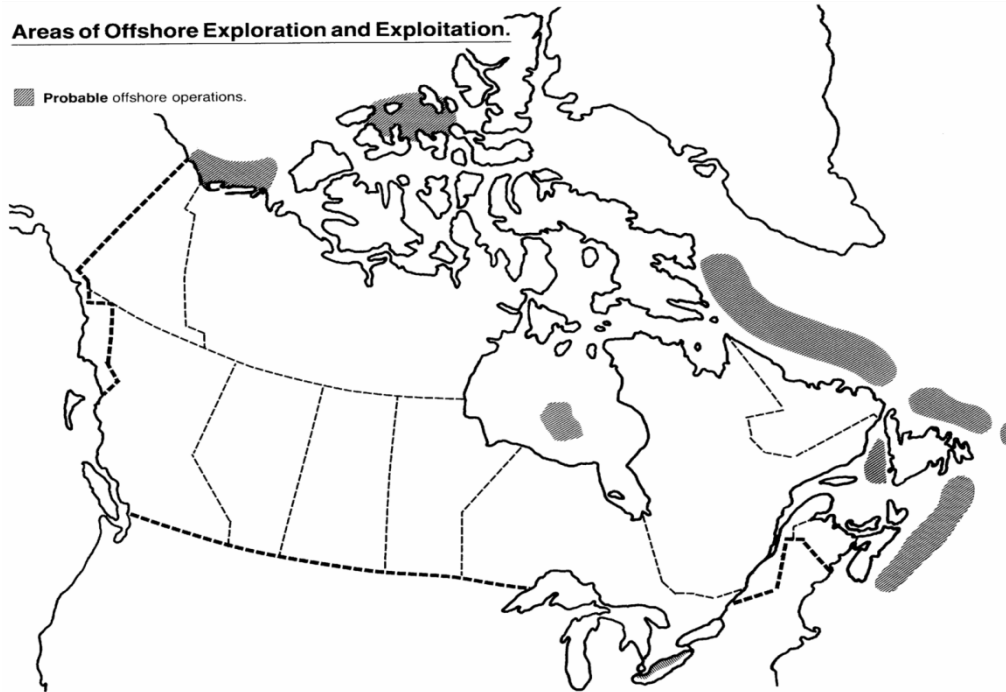 Areas of Offshore Exploration and Exploitation.
Probable offshore operations.